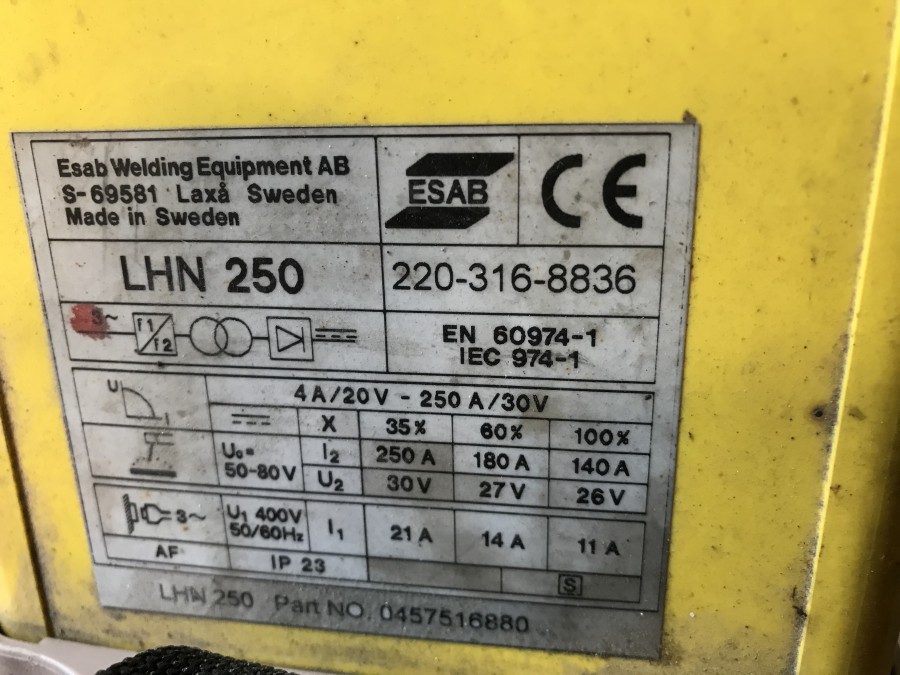 Esab Welding Equipment AB
S-69581 Laxå Sweden
Made in Sweden
ESAB
CE
LHN 250
220-316-8836
3~
f1
f2
EN 60974-1
IEC 974-1
U
I
4A/20V - 250A/30V
X 35% 60% 100%
U₀=
50-80V
I₂ 250 A 180 A 140 A
U₂ 30V 27V 26V
3~
U₁ 400V
50/60Hz
I₁ 21 A 14 A 11 A
AF
IP 23
S
LHN 250 Part NO. 0457516880